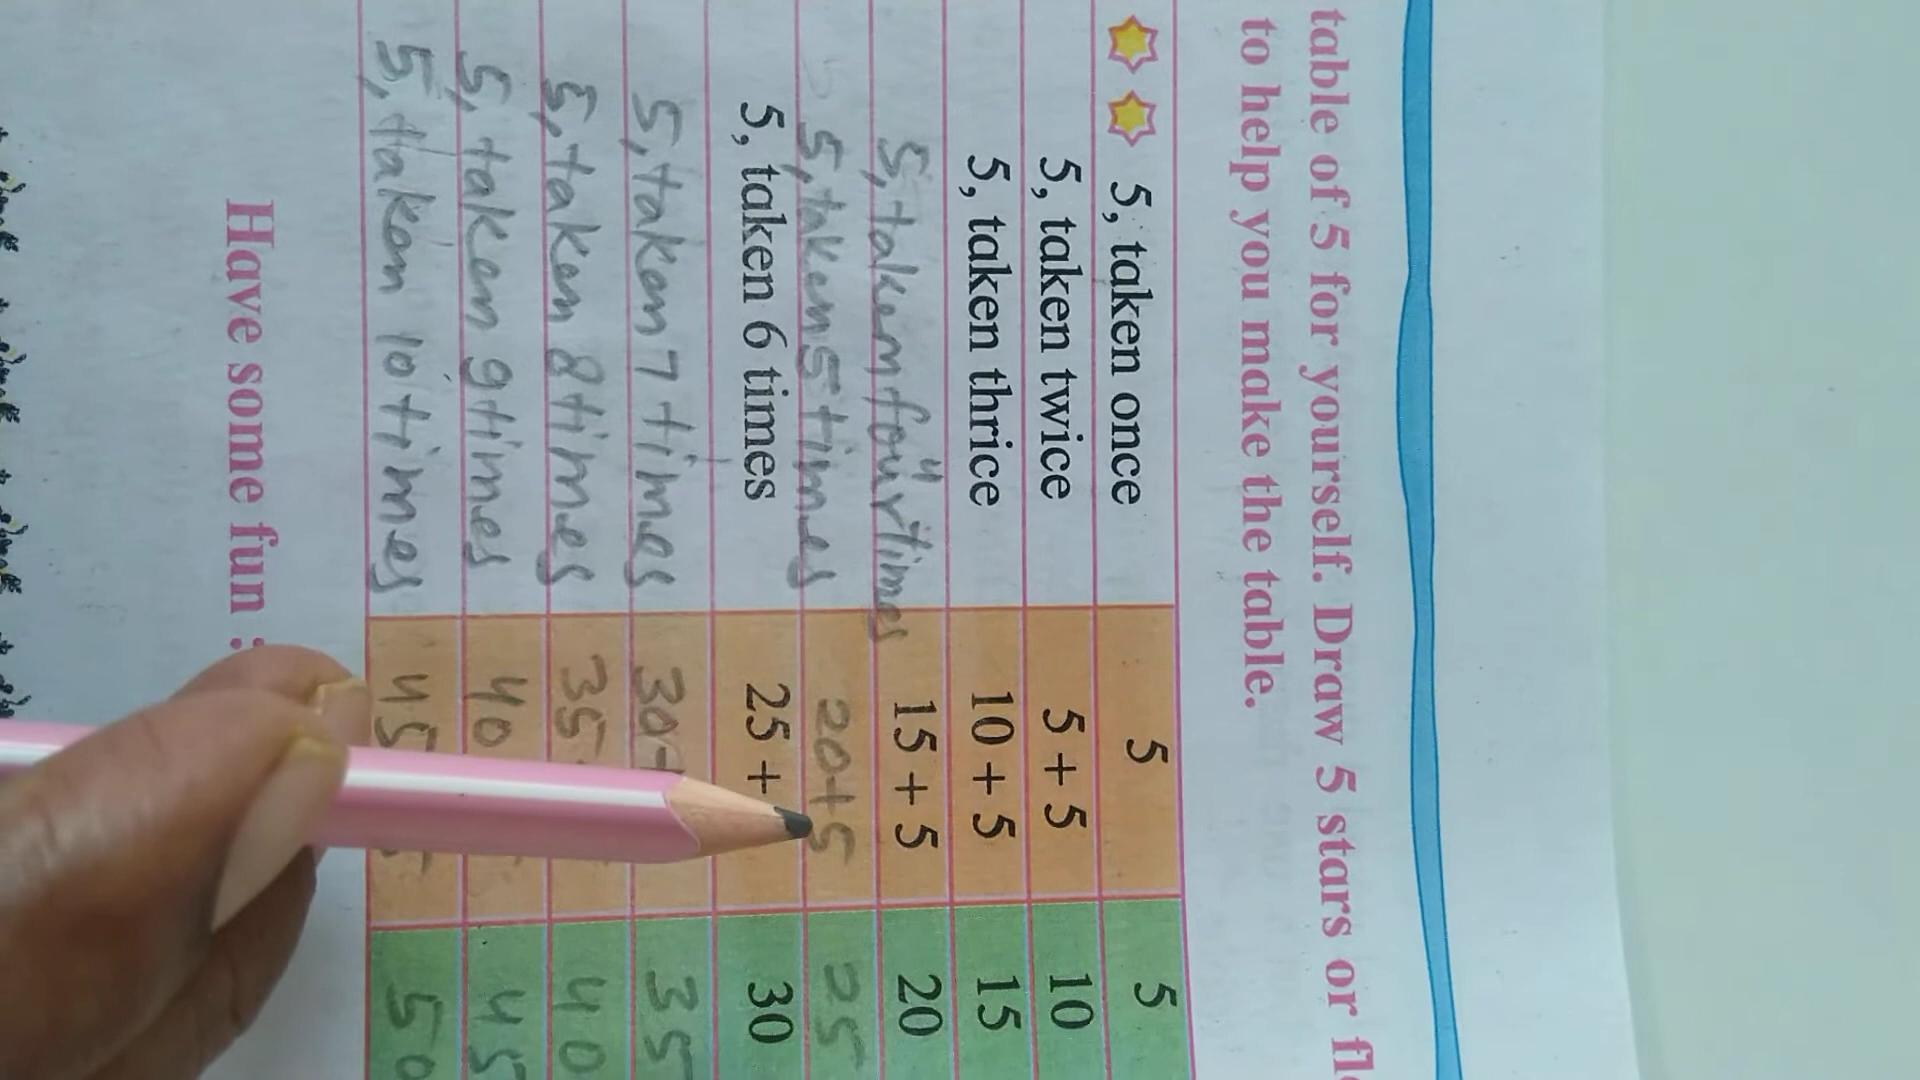 table of 5 for yourself. Draw 5 stars or fl
to help you make the table.
5, taken once 5 5
5, taken twice 5 + 5 10
5, taken thrice 10 + 5 15
5, taken four times 15 + 5 20
5, taken 5 times 20+5 25
5, taken 6 times 25 + 30
5, taken 7 times 30+ 35
5, taken 8 times 35 40
5, taken 9 times 40 45
5, taken 10 times 45 5 50
Have some fun :